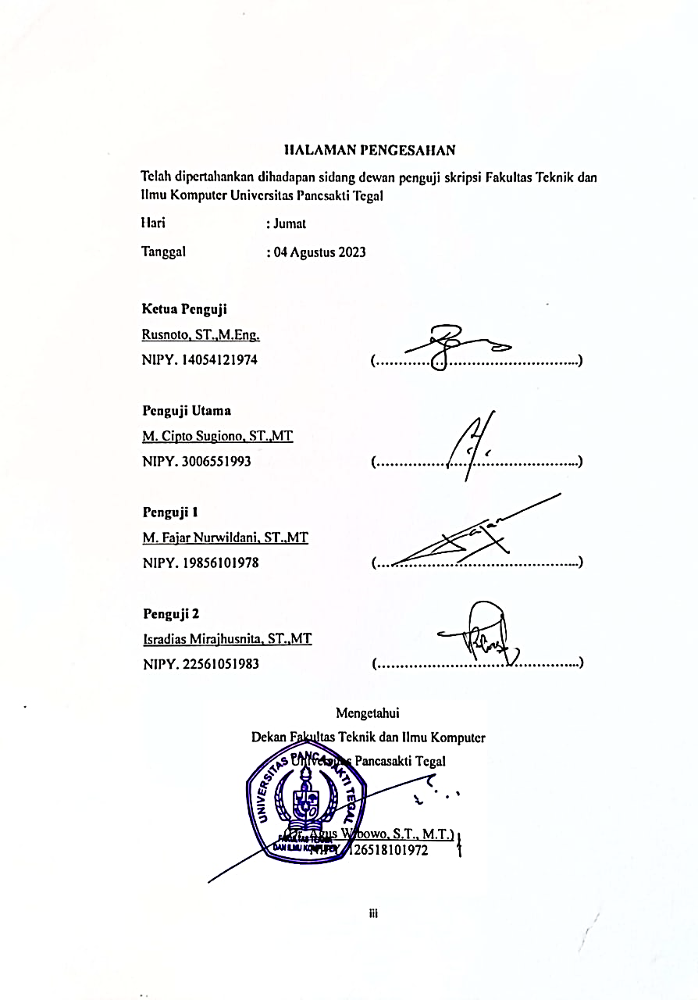 HALAMAN PENGESAHAN
Telah dipertahankan dihadapan sidang dewan penguji skripsi Fakultas Teknik dan
Ilmu Komputer Universitas Pancsakti Tegal
Hari : Jumat
Tanggal : 04 Agustus 2023
Ketua Penguji
Rusnoto, ST.,M.Eng.
NIPY. 14054121974 (..............................................)
Penguji Utama
M. Cipto Sugiono, ST.,MT
NIPY. 3006551993 (..............................................)
Penguji 1
M. Fajar Nurwildani, ST.,MT
NIPY. 19856101978 (..............................................)
Penguji 2
Isradias Mirajhusnita, ST.,MT
NIPY. 22561051983 (..............................................)
Mengetahui
Dekan Fakultas Teknik dan Ilmu Komputer
Universitas Pancasakti Tegal
UNIVERSITAS PANCASAKTI TEGAL
FAKULTAS TEKNIK
DAN ILMU KOMPUTER
Agus Wibowo, S.T., M.T.)
NIPY. 126518101972
iii